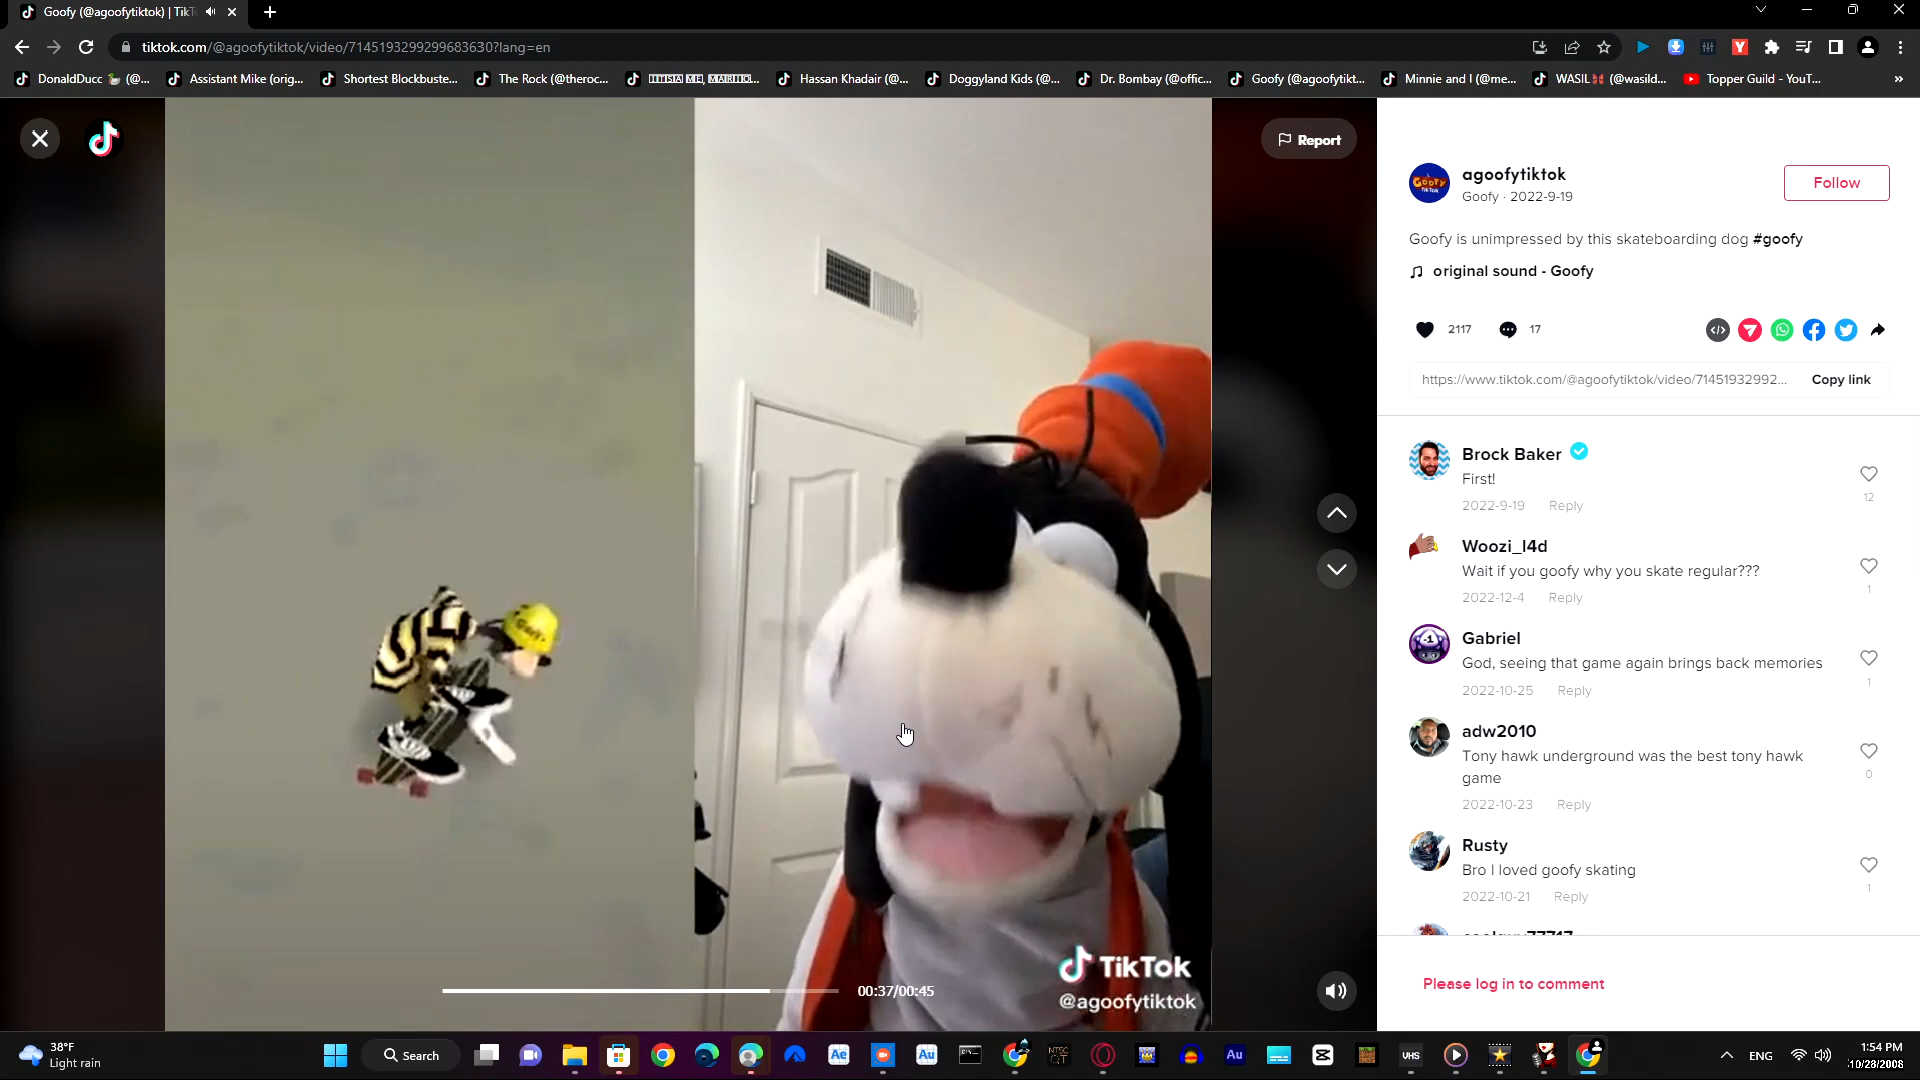 Goofy (@agoofytiktok) | TikT
tiktok.com/@agoofytiktok/video/7145193299299683630?lang=en
DonaldDucc 🦆 (@...
Assistant Mike (orig...
Shortest Blockbuste...
The Rock (@theroc...
Hassan Khadair (@...
Doggyland Kids (@...
Dr. Bombay (@offic...
Goofy (@agoofytikt...
Minnie and I (@me...
WASIL🎀 (@wasild...
Topper Guild - YouT...
»
Report
agoofytiktok
Goofy · 2022-9-19
Follow
Goofy is unimpressed by this skateboarding dog #goofy
original sound - Goofy
2117
17
https://www.tiktok.com/@agoofytiktok/video/71451932992...
Copy link
Brock Baker
First!
2022-9-19 Reply
12
Woozi_l4d
Wait if you goofy why you skate regular???
2022-12-4 Reply
1
Gabriel
God, seeing that game again brings back memories
2022-10-25 Reply
1
adw2010
Tony hawk underground was the best tony hawk
game
2022-10-23 Reply
0
Rusty
Bro I loved goofy skating
2022-10-21 Reply
1
Please log in to comment
00:37/00:45
TikTok
@agoofytiktok
38°F
Light rain
Search
Ae
Au
Au
VHS
ENG
1:54 PM
10/28/2008